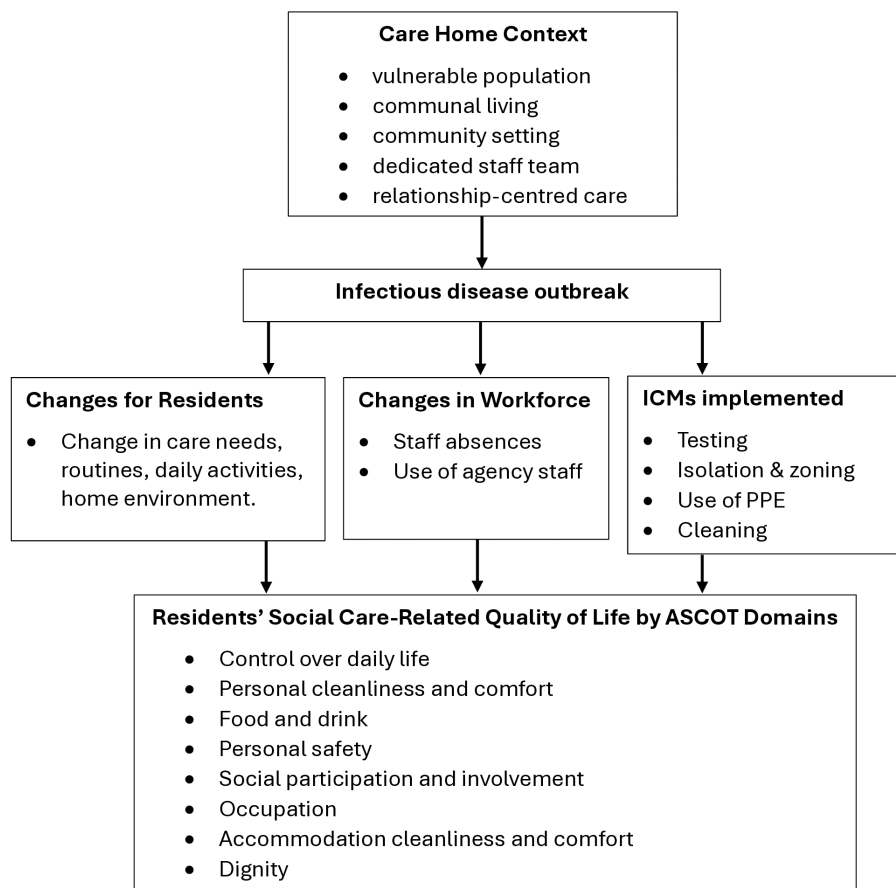 Care Home Context
• vulnerable population
• communal living
• community setting
• dedicated staff team
• relationship-centred care
Infectious disease outbreak
Changes for Residents
• Change in care needs,
routines, daily activities,
home environment.
Changes in Workforce
• Staff absences
• Use of agency staff
ICMs implemented
• Testing
• Isolation & zoning
• Use of PPE
• Cleaning
Residents’ Social Care-Related Quality of Life by ASCOT Domains
• Control over daily life
• Personal cleanliness and comfort
• Food and drink
• Personal safety
• Social participation and involvement
• Occupation
• Accommodation cleanliness and comfort
• Dignity